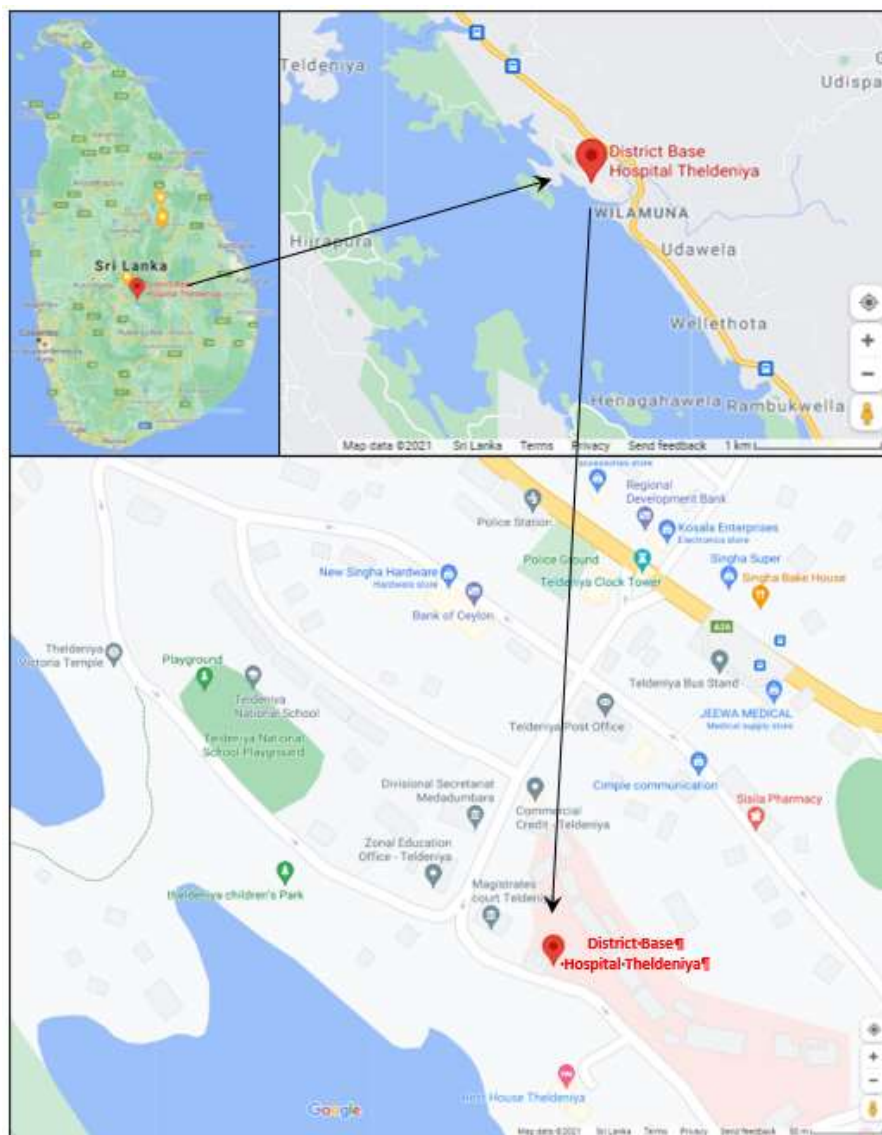 Sri Lanka
Hospital Theldeniya
Teldeniya
Udispa
District Base
Hospital Theldeniya
WILAMUNA
Hijrapura
Udawela
Wellethota
Henagahawela
Rambukwella
Map data ©2021 Sri Lanka Terms Privacy Send feedback 1 km
Regional
Development Bank
Police Station
Kosala Enterprises
Electronics store
Police Ground
Teldeniya Clock Tower
Singha Super
Singha Bake House
New Singha Hardware
Hardware store
Bank of Ceylon
A26
Theldeniya
Victoria Temple
Playground
Teldeniya
National School
Teldeniya National
School Playground
Teldeniya Bus Stand
JEEWA MEDICAL
Medical supply store
Teldeniya Post Office
Cimple communication
Divisional Secretariat
Medadumbara
Commercial
Credit - Teldeniya
Sisila Pharmacy
Zonal Education
Office - Teldeniya
theldeniya children's Park
Magistrates
court Teldeniya
District·Base¶
·Hospital·Theldeniya¶
Rest House Theldeniya
Google
Map data ©2021 Sri Lanka Terms Privacy Send feedback 50 m